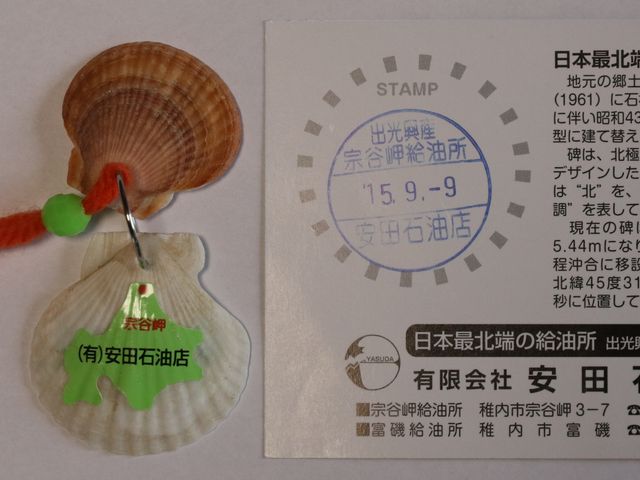 宗谷岬
(有)安田石油店
STAMP
出光興産
宗谷岬給油所
'15.9.-9
安田石油店
日本最北端
地元の郷土
(1961) に石
に伴い昭和43
型に建て替え
碑は、北極
デザインした
は“北”を、
調”を表して
現在の碑に
5.44mにな
程沖合に移設
北緯45度31
秒に位置して
日本最北端の給油所 出光興
YASUDA
有限会社 安田石
宗谷岬給油所 稚内市宗谷岬3-7 ☎
富磯給油所 稚内市富磯 ☎